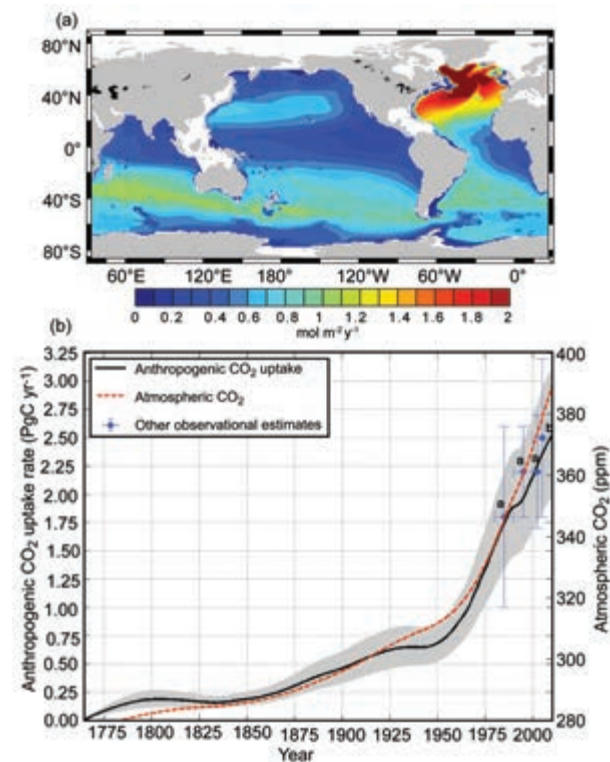 (a)
80°N
40°N
0°
40°S
80°S
60°E 120°E 180° 120°W 60°W 0°
0 0.2 0.4 0.6 0.8 1 1.2 1.4 1.6 1.8 2
mol m⁻² y⁻¹
(b)
Anthropogenic CO₂ uptake rate (PgC yr⁻¹)
3.25
3.00
2.75
2.50
2.25
2.00
1.75
1.50
1.25
1.00
0.75
0.50
0.25
0.00
Anthropogenic CO₂ uptake
Atmospheric CO₂
Other observational estimates
a
a
a
b
400
380
360
340
320
300
280
Atmospheric CO₂ (ppm)
1775 1800 1825 1850 1875 1900 1925 1950 1975 2000
Year